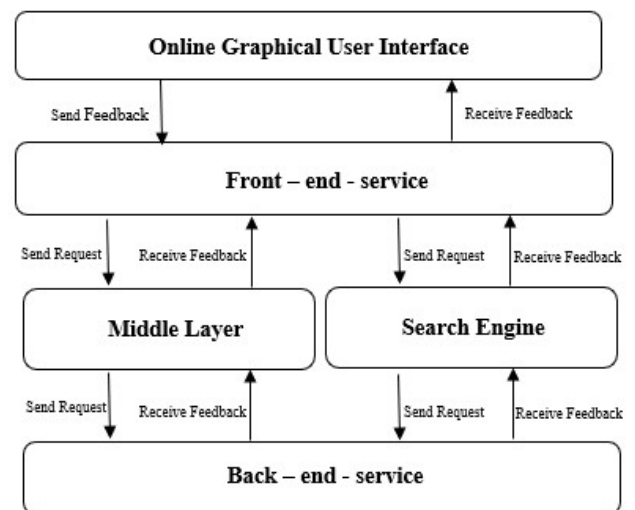 Online Graphical User Interface
Send Feedback
Receive Feedback
Front – end - service
Send Request
Receive Feedback
Send Request
Receive Feedback
Middle Layer
Search Engine
Send Request
Receive Feedback
Send Request
Receive Feedback
Back – end - service